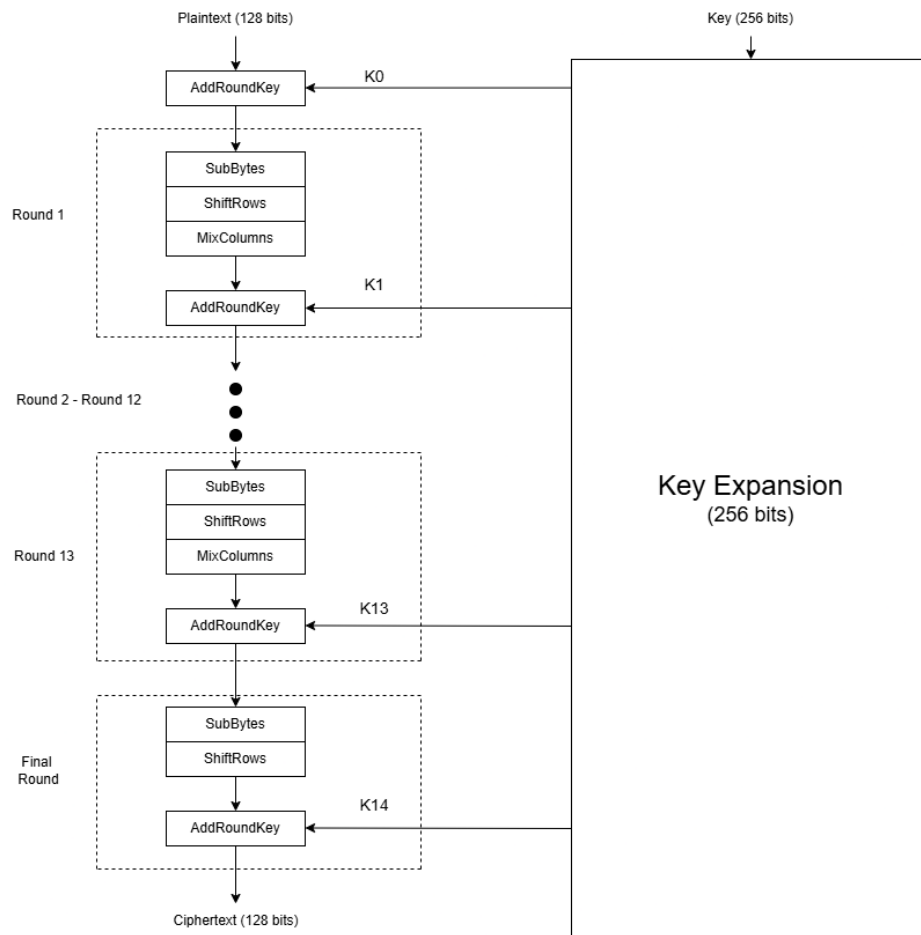 Plaintext (128 bits)
Key (256 bits)
AddRoundKey
K0
Round 1
SubBytes
ShiftRows
MixColumns
AddRoundKey
K1
Round 2 - Round 12
Round 13
SubBytes
ShiftRows
MixColumns
AddRoundKey
K13
Key Expansion
(256 bits)
Final
Round
SubBytes
ShiftRows
AddRoundKey
K14
Ciphertext (128 bits)